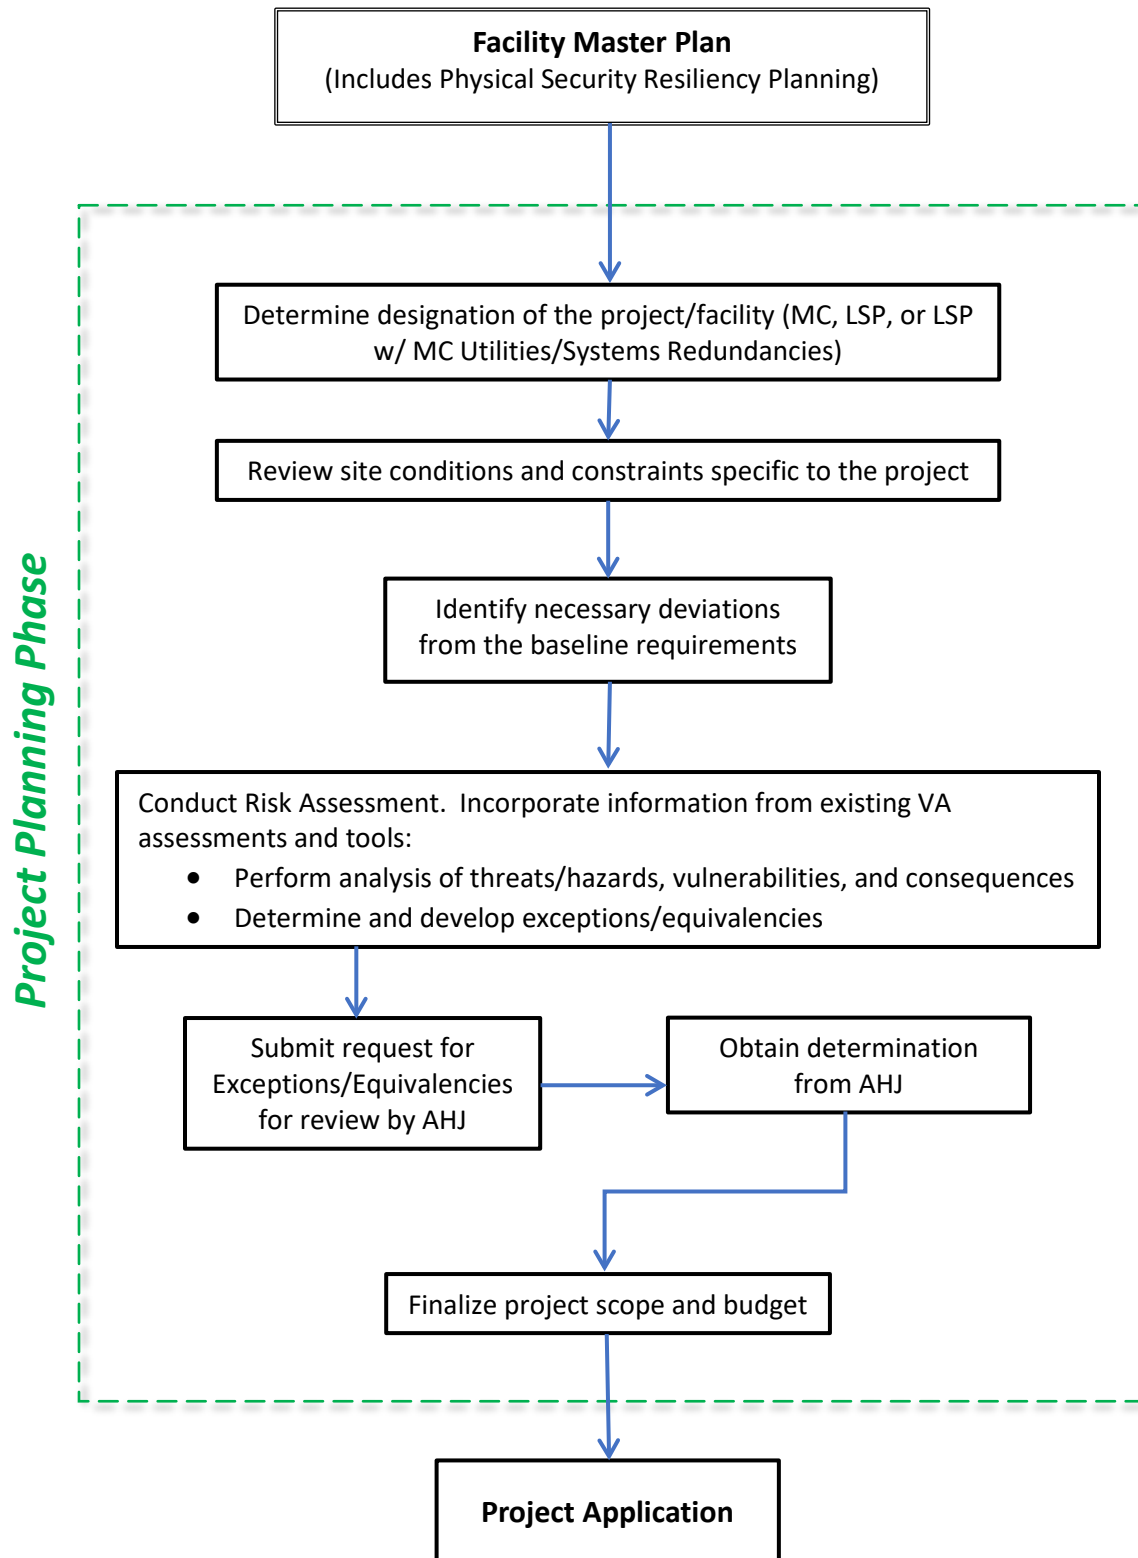 Facility Master Plan
(Includes Physical Security Resiliency Planning)
Project Planning Phase
Determine designation of the project/facility (MC, LSP, or LSP
w/ MC Utilities/Systems Redundancies)
Review site conditions and constraints specific to the project
Identify necessary deviations
from the baseline requirements
Conduct Risk Assessment.  Incorporate information from existing VA
assessments and tools:
• Perform analysis of threats/hazards, vulnerabilities, and consequences
• Determine and develop exceptions/equivalencies
Submit request for
Exceptions/Equivalencies
for review by AHJ
Obtain determination
from AHJ
Finalize project scope and budget
Project Application